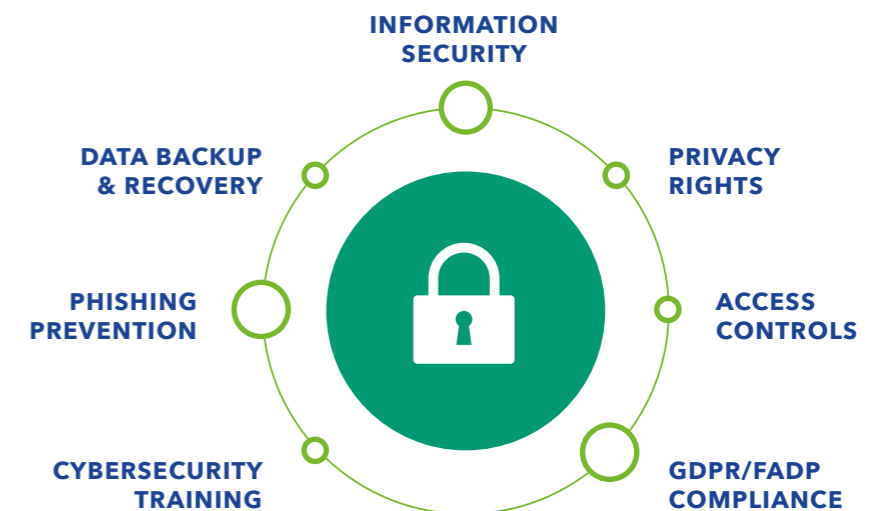 INFORMATION
SECURITY
DATA BACKUP
& RECOVERY
PRIVACY
RIGHTS
PHISHING
PREVENTION
ACCESS
CONTROLS
CYBERSECURITY
TRAINING
GDPR/FADP
COMPLIANCE